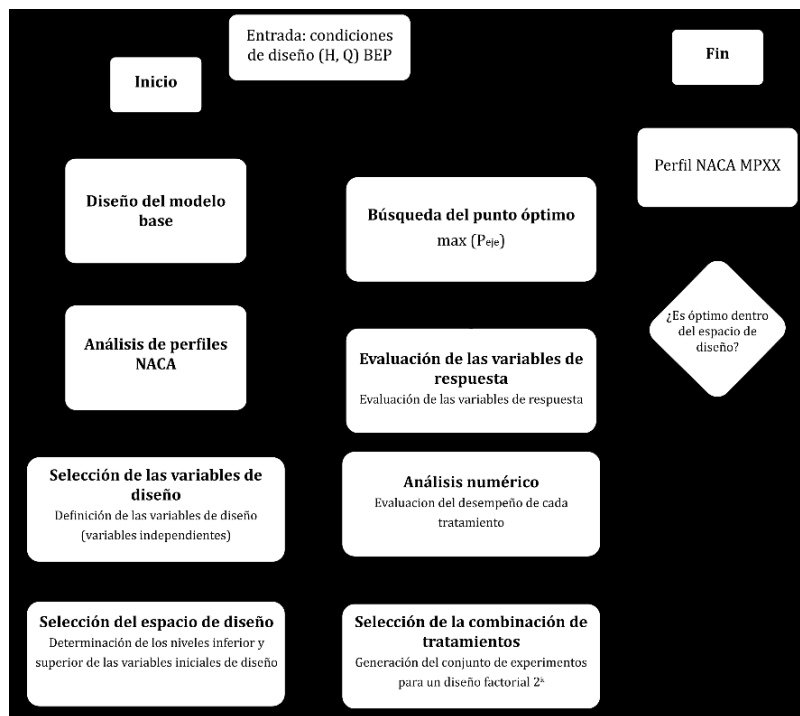 Inicio
Entrada: condiciones
de diseño (H, Q) BEP
Diseño del modelo
base
Análisis de perfiles
NACA
Selección de las variables de
diseño
Definición de las variables de diseño
(variables independientes)
Selección del espacio de diseño
Determinación de los niveles inferior y
superior de las variables iniciales de diseño
Selección de la combinación de
tratamientos
Generación del conjunto de experimentos
para un diseño factorial 2ᵏ
Análisis numérico
Evaluacion del desempeño de cada
tratamiento
Evaluación de las variables de
respuesta
Evaluación de las variables de respuesta
Búsqueda del punto óptimo
max (Peje)
¿Es óptimo dentro
del espacio de
diseño?
Perfil NACA MPXX
Fin